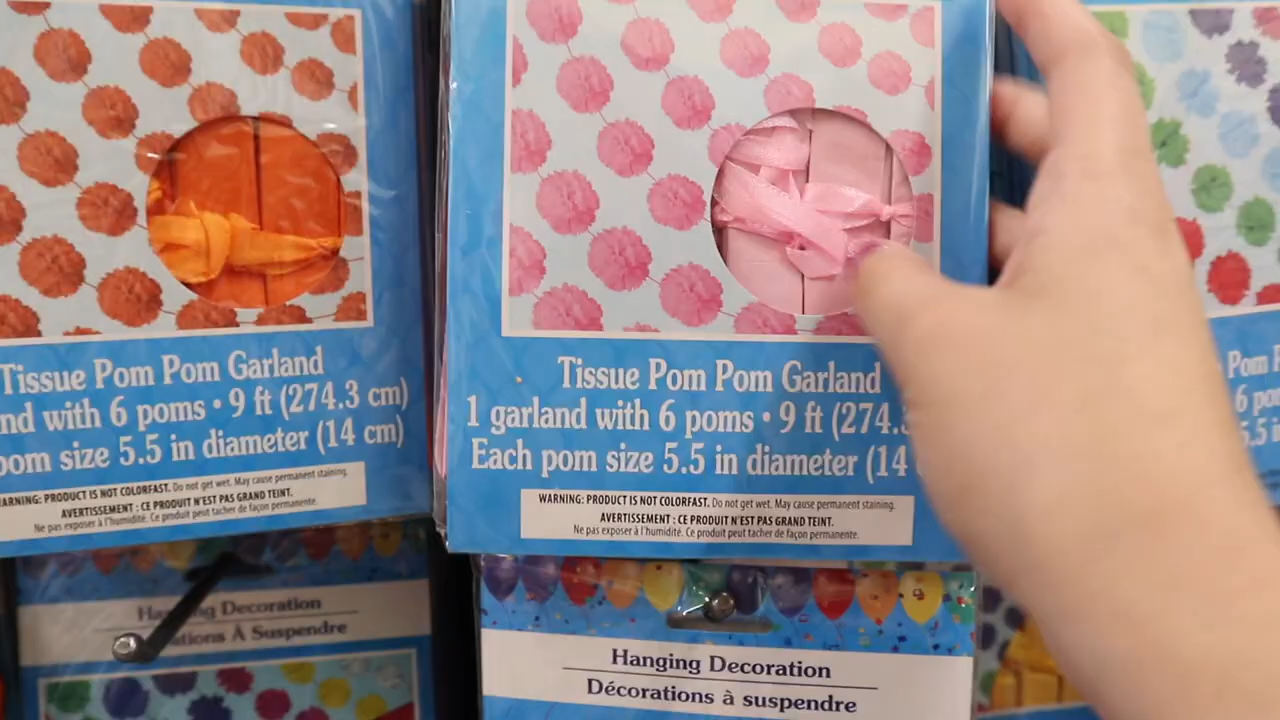 Tissue Pom Pom Garland
nd with 6 poms • 9 ft (274.3 cm)
pom size 5.5 in diameter (14 cm)
WARNING: PRODUCT IS NOT COLORFAST. Do not get wet. May cause permanent staining.
AVERTISSEMENT : CE PRODUIT N'EST PAS GRAND TEINT.
Ne pas exposer à l'humidité. Ce produit peut tacher de façon permanente.
Tissue Pom Pom Garland
1 garland with 6 poms • 9 ft (274.
Each pom size 5.5 in diameter (14
WARNING: PRODUCT IS NOT COLORFAST. Do not get wet. May cause permanent staining.
AVERTISSEMENT : CE PRODUIT N'EST PAS GRAND TEINT.
Ne pas exposer à l'humidité. Ce produit peut tacher de façon permanente.
Pom
6 po
5.5 i
Hanging Decoration
À Suspendre
Hanging Decoration
Décorations à suspendre